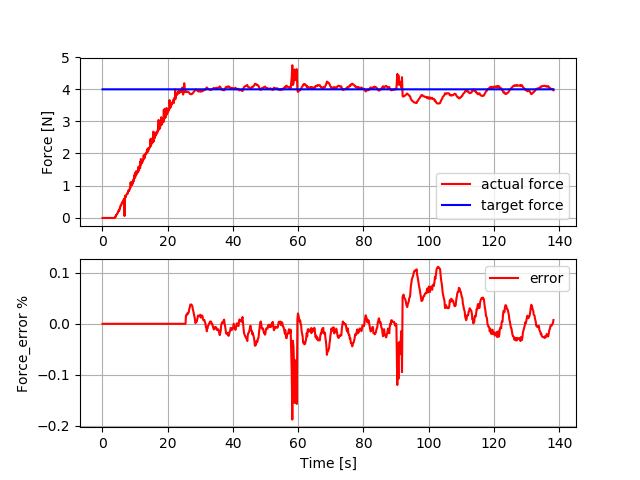 5
4
3
2
1
0
Force [N]
actual force
target force
0 20 40 60 80 100 120 140
0.1
0.0
−0.1
−0.2
Force_error %
error
0 20 40 60 80 100 120 140
Time [s]